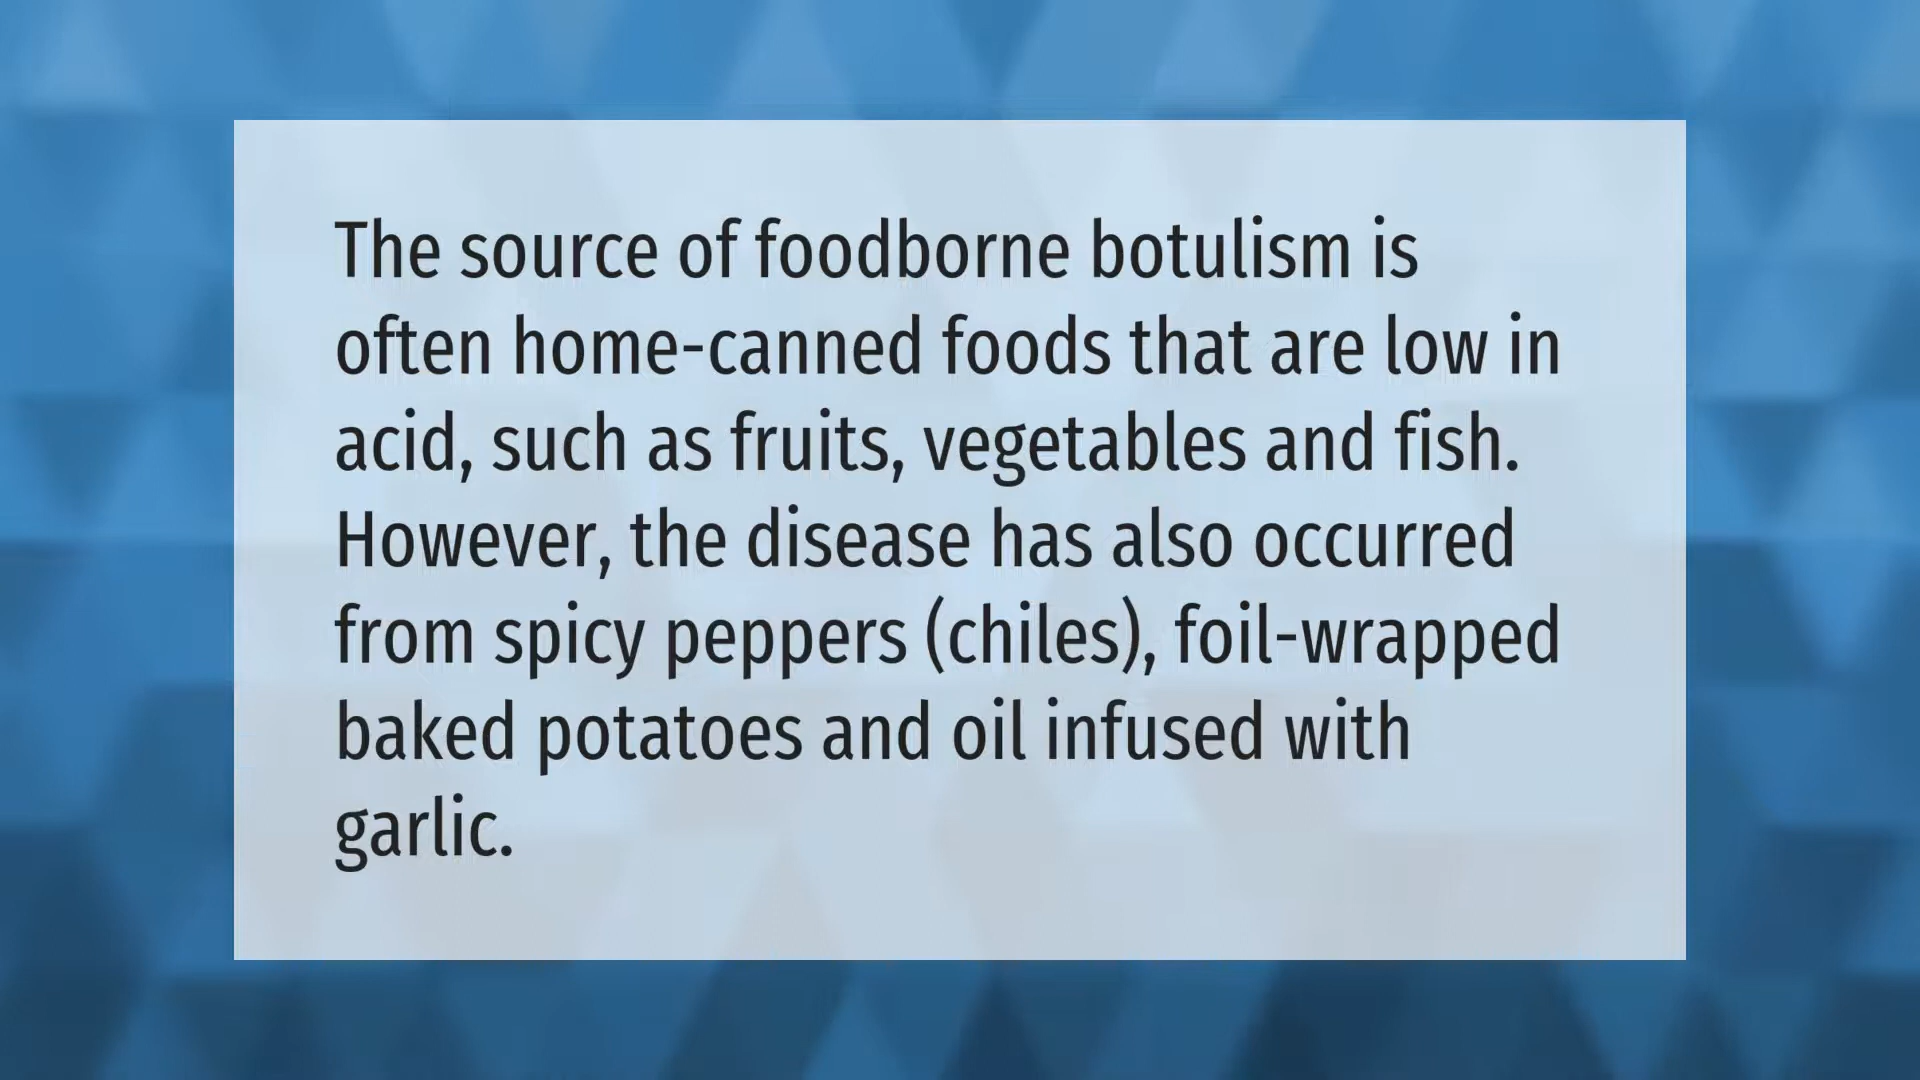 The source of foodborne botulism is
often home-canned foods that are low in
acid, such as fruits, vegetables and fish.
However, the disease has also occurred
from spicy peppers (chiles), foil-wrapped
baked potatoes and oil infused with
garlic.